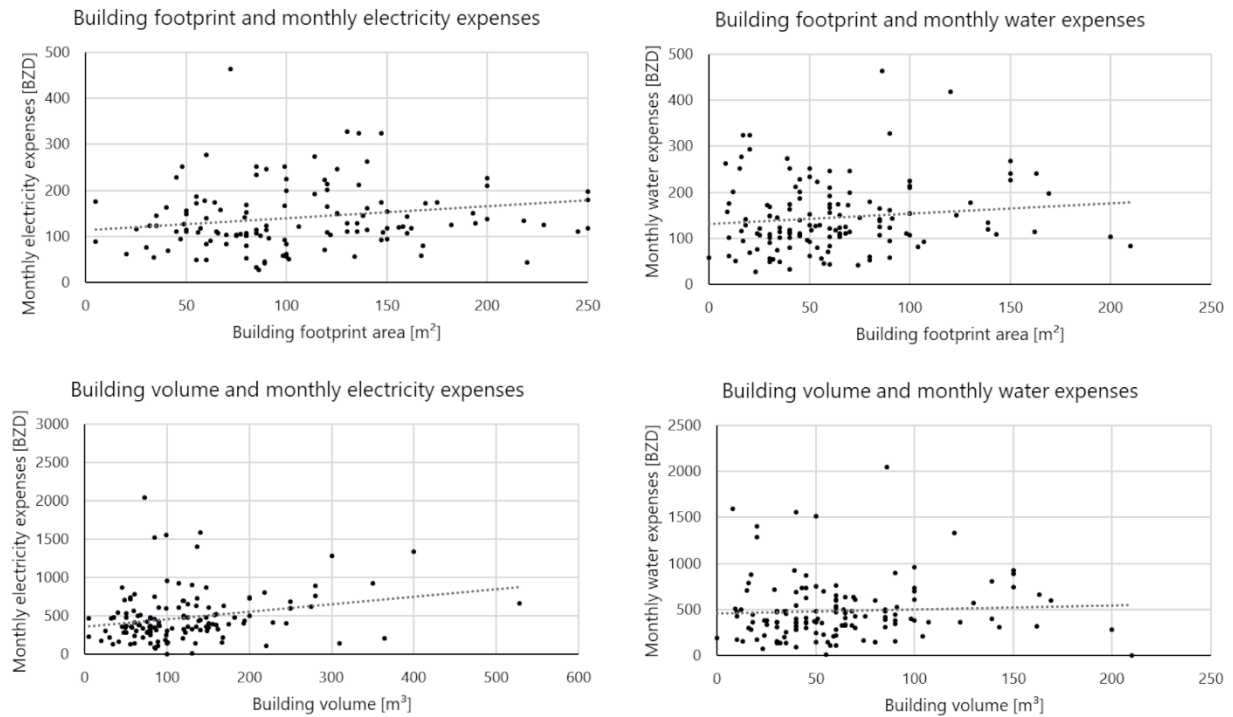 Building footprint and monthly electricity expenses
Monthly electricity expenses [BZD]
500
400
300
200
100
0
0 50 100 150 200 250
Building footprint area [m²]
Building footprint and monthly water expenses
Monthly water expenses [BZD]
500
400
300
200
100
0
0 50 100 150 200 250
Building footprint area [m²]
Building volume and monthly electricity expenses
Monthly electricity expenses [BZD]
3000
2500
2000
1500
1000
500
0
0 100 200 300 400 500 600
Building volume [m³]
Building volume and monthly water expenses
Monthly water expenses [BZD]
2500
2000
1500
1000
500
0
0 50 100 150 200 250
Building volume [m³]